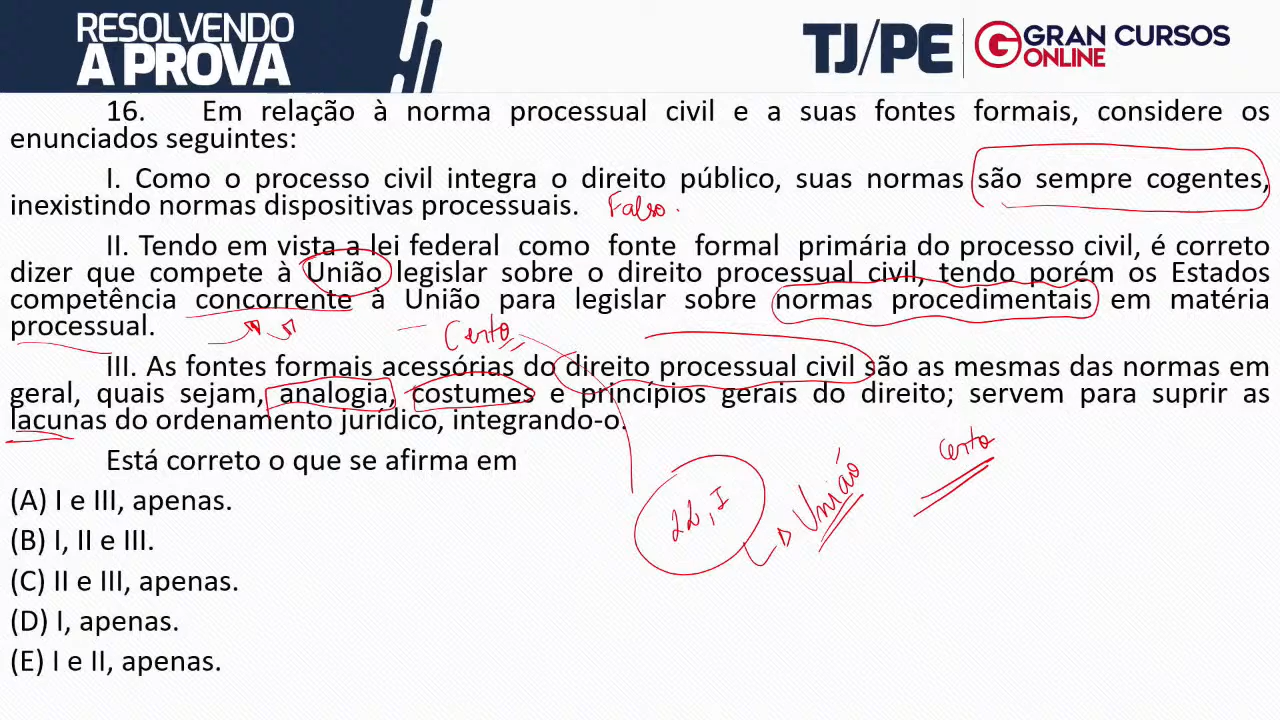 RESOLVENDO
A PROVA
TJ/PE
GRAN CURSOS
ONLINE
16. Em relação à norma processual civil e a suas fontes formais, considere os
enunciados seguintes:
I. Como o processo civil integra o direito público, suas normas são sempre cogentes,
inexistindo normas dispositivas processuais. Falso.
II. Tendo em vista a lei federal como fonte formal primária do processo civil, é correto
dizer que compete à União legislar sobre o direito processual civil, tendo porém os Estados
competência concorrente à União para legislar sobre normas procedimentais em matéria
processual.
Certo
III. As fontes formais acessórias do direito processual civil são as mesmas das normas em
geral, quais sejam, analogia, costumes e princípios gerais do direito; servem para suprir as
lacunas do ordenamento jurídico, integrando-o.
Certo
Está correto o que se afirma em
22, I
União
(A) I e III, apenas.
(B) I, II e III.
(C) II e III, apenas.
(D) I, apenas.
(E) I e II, apenas.